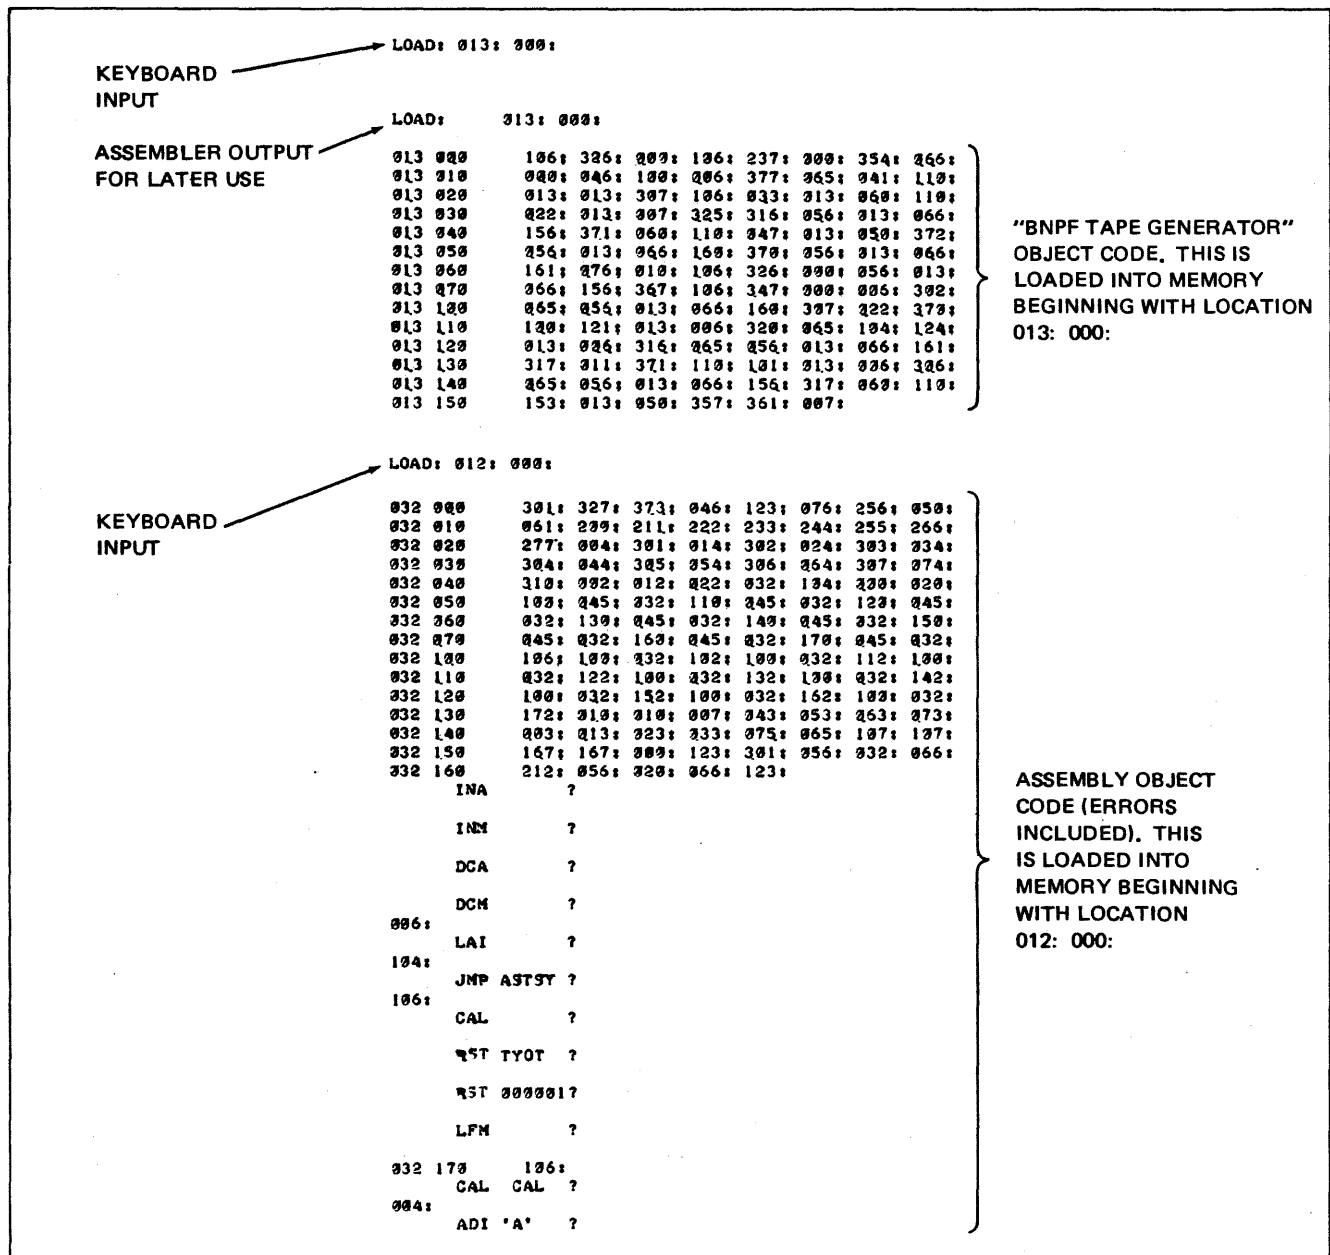 LOAD: 013: 000:
KEYBOARD
INPUT
LOAD: 013: 000:
ASSEMBLER OUTPUT
FOR LATER USE
013 000 106: 326: 000: 106: 237: 000: 354: 066:
013 010 000: 046: 100: 006: 377: 065: 041: 110:
013 020 013: 013: 307: 106: 033: 013: 060: 110:
013 030 022: 013: 007: 325: 316: 056: 013: 066:
013 040 156: 371: 060: 110: 047: 013: 050: 372:
013 050 056: 013: 066: 160: 370: 056: 013: 066:
013 060 161: 076: 010: 106: 326: 000: 056: 013:
013 070 066: 156: 367: 106: 347: 000: 006: 302:
013 100 065: 056: 013: 066: 160: 307: 022: 370:
013 110 100: 121: 013: 006: 320: 065: 104: 124:
013 120 013: 006: 316: 065: 056: 013: 066: 161:
013 130 317: 011: 371: 110: 101: 013: 006: 306:
013 140 065: 056: 013: 066: 156: 317: 060: 110:
013 150 153: 013: 050: 357: 361: 007:
"BNPF TAPE GENERATOR"
OBJECT CODE. THIS IS
LOADED INTO MEMORY
BEGINNING WITH LOCATION
013: 000:
LOAD: 012: 000:
KEYBOARD
INPUT
032 000 301: 327: 373: 046: 123: 076: 256: 050:
032 010 061: 200: 211: 222: 233: 244: 255: 266:
032 020 277: 004: 301: 014: 302: 024: 303: 034:
032 030 304: 044: 305: 054: 306: 064: 307: 074:
032 040 310: 002: 012: 022: 032: 104: 200: 020:
032 050 100: 045: 032: 110: 045: 032: 120: 045:
032 060 032: 130: 045: 032: 140: 045: 032: 150:
032 070 045: 032: 160: 045: 032: 170: 045: 032:
032 100 106: 100: 032: 102: 100: 032: 112: 100:
032 110 032: 122: 100: 032: 132: 100: 032: 142:
032 120 100: 032: 152: 100: 032: 162: 100: 032:
032 130 172: 010: 010: 007: 043: 053: 063: 073:
032 140 003: 013: 023: 033: 075: 065: 107: 107:
032 150 167: 167: 000: 123: 301: 056: 032: 066:
032 160 212: 056: 020: 066: 123:
INA ?
INM ?
DCA ?
DCM ?
006:
LAI ?
104:
JMP ASTSY ?
106:
CAL ?
RST TYOT ?
RST 000001?
LFM ?
032 170 106:
CAL CAL ?
004:
ADI 'A' ?
ASSEMBLY OBJECT
CODE (ERRORS
INCLUDED). THIS
IS LOADED INTO
MEMORY BEGINNING
WITH LOCATION
012: 000: